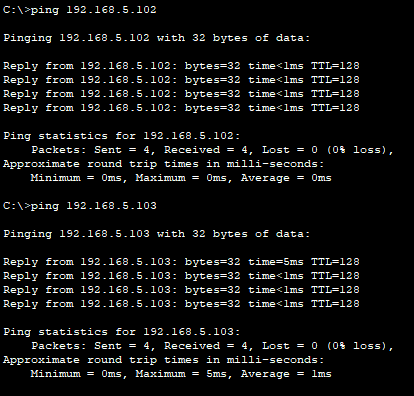 C:\>ping 192.168.5.102
Pinging 192.168.5.102 with 32 bytes of data:
Reply from 192.168.5.102: bytes=32 time<1ms TTL=128
Reply from 192.168.5.102: bytes=32 time<1ms TTL=128
Reply from 192.168.5.102: bytes=32 time<1ms TTL=128
Reply from 192.168.5.102: bytes=32 time<1ms TTL=128
Ping statistics for 192.168.5.102:
    Packets: Sent = 4, Received = 4, Lost = 0 (0% loss),
Approximate round trip times in milli-seconds:
    Minimum = 0ms, Maximum = 0ms, Average = 0ms
C:\>ping 192.168.5.103
Pinging 192.168.5.103 with 32 bytes of data:
Reply from 192.168.5.103: bytes=32 time=5ms TTL=128
Reply from 192.168.5.103: bytes=32 time<1ms TTL=128
Reply from 192.168.5.103: bytes=32 time<1ms TTL=128
Reply from 192.168.5.103: bytes=32 time<1ms TTL=128
Ping statistics for 192.168.5.103:
    Packets: Sent = 4, Received = 4, Lost = 0 (0% loss),
Approximate round trip times in milli-seconds:
    Minimum = 0ms, Maximum = 5ms, Average = 1ms